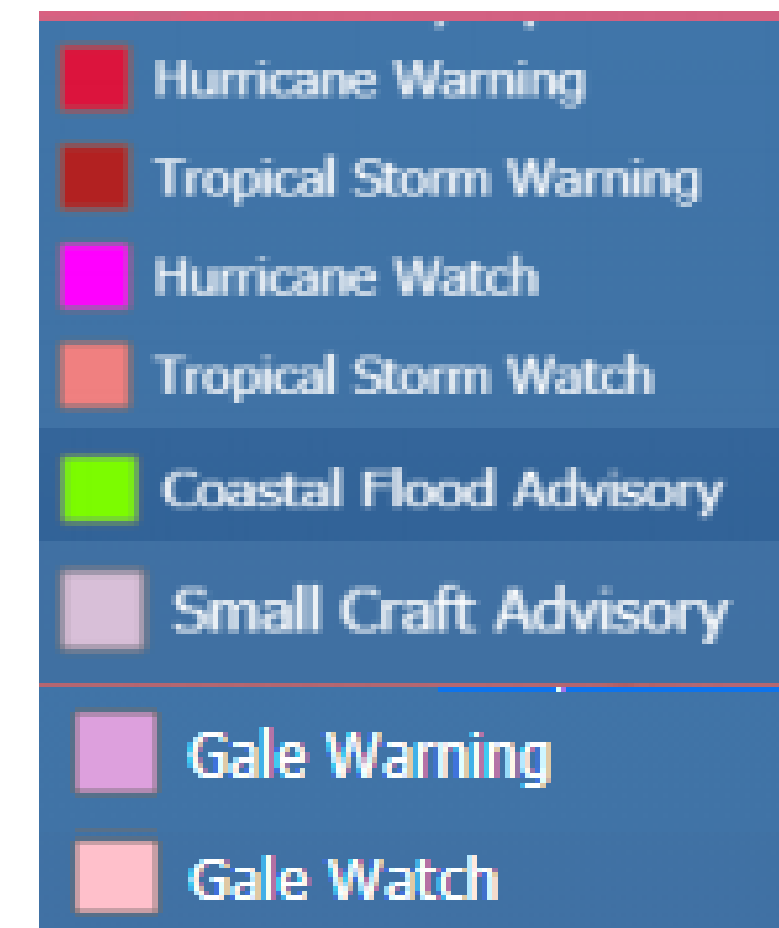 Hurricane Warning
Tropical Storm Warning
Hurricane Watch
Tropical Storm Watch
Coastal Flood Advisory
Small Craft Advisory
Gale Warning
Gale Watch